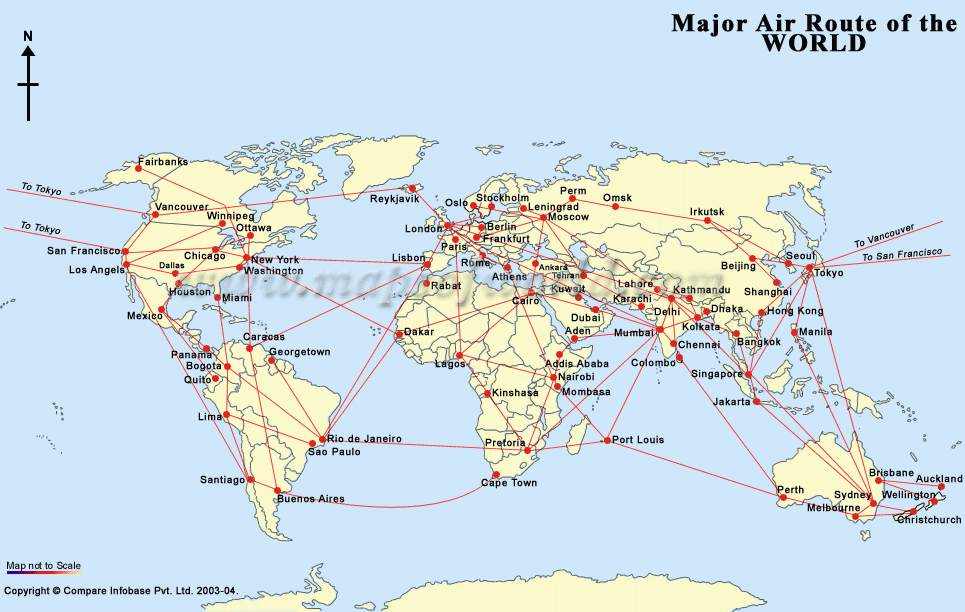 Major Air Route of the
WORLD
N
Fairbanks
To Tokyo
Vancouver
Reykjavik
Winnipeg
Ottawa
To Tokyo
San Francisco
Chicago
New York
Los Angels
Dallas
Washington
Houston
Miami
Mexico
Panama
Caracas
Georgetown
Bogota
Quito
Lima
Rio de Janeiro
Sao Paulo
Santiago
Buenos Aires
Oslo
Stockholm
Leningrad
Moscow
Perm
Omsk
Irkutsk
London
Berlin
Frankfurt
Paris
Lisbon
Rome
Athens
Ankara
Tehran
Rabat
Cairo
Kuwait
Dubai
Lahore
Karachi
Kathmandu
Delhi
Dhaka
Kolkata
Mumbai
Chennai
Colombo
Aden
Dakar
Lagos
Addis Ababa
Nairobi
Mombasa
Kinshasa
Pretoria
Cape Town
Port Louis
Beijing
Seoul
Tokyo
To Vancouver
To San Francisco
Shanghai
Hong Kong
Manila
Bangkok
Singapore
Jakarta
Perth
Brisbane
Auckland
Sydney
Wellington
Melbourne
Christchurch
www.mapsofworld.com
Map not to Scale
Copyright © Compare Infobase Pvt. Ltd. 2003-04.